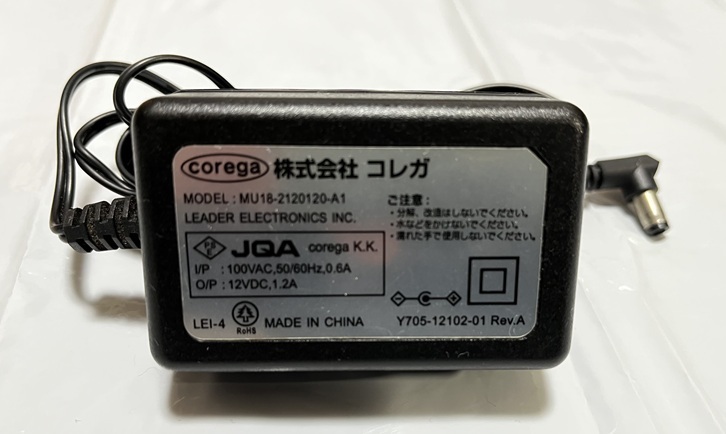 corega 株式会社 コレガ
MODEL : MU18-2120120-A1
LEADER ELECTRONICS INC.
ご注意 :
・分解、改造はしないでください。
・水などをかけないでください。
・濡れた手で使用しないでください。
PS E JQA corega K.K.
I/P : 100VAC,50/60Hz,0.6A
O/P : 12VDC,1.2A
LEI-4 RoHS MADE IN CHINA
Y705-12102-01 Rev.A